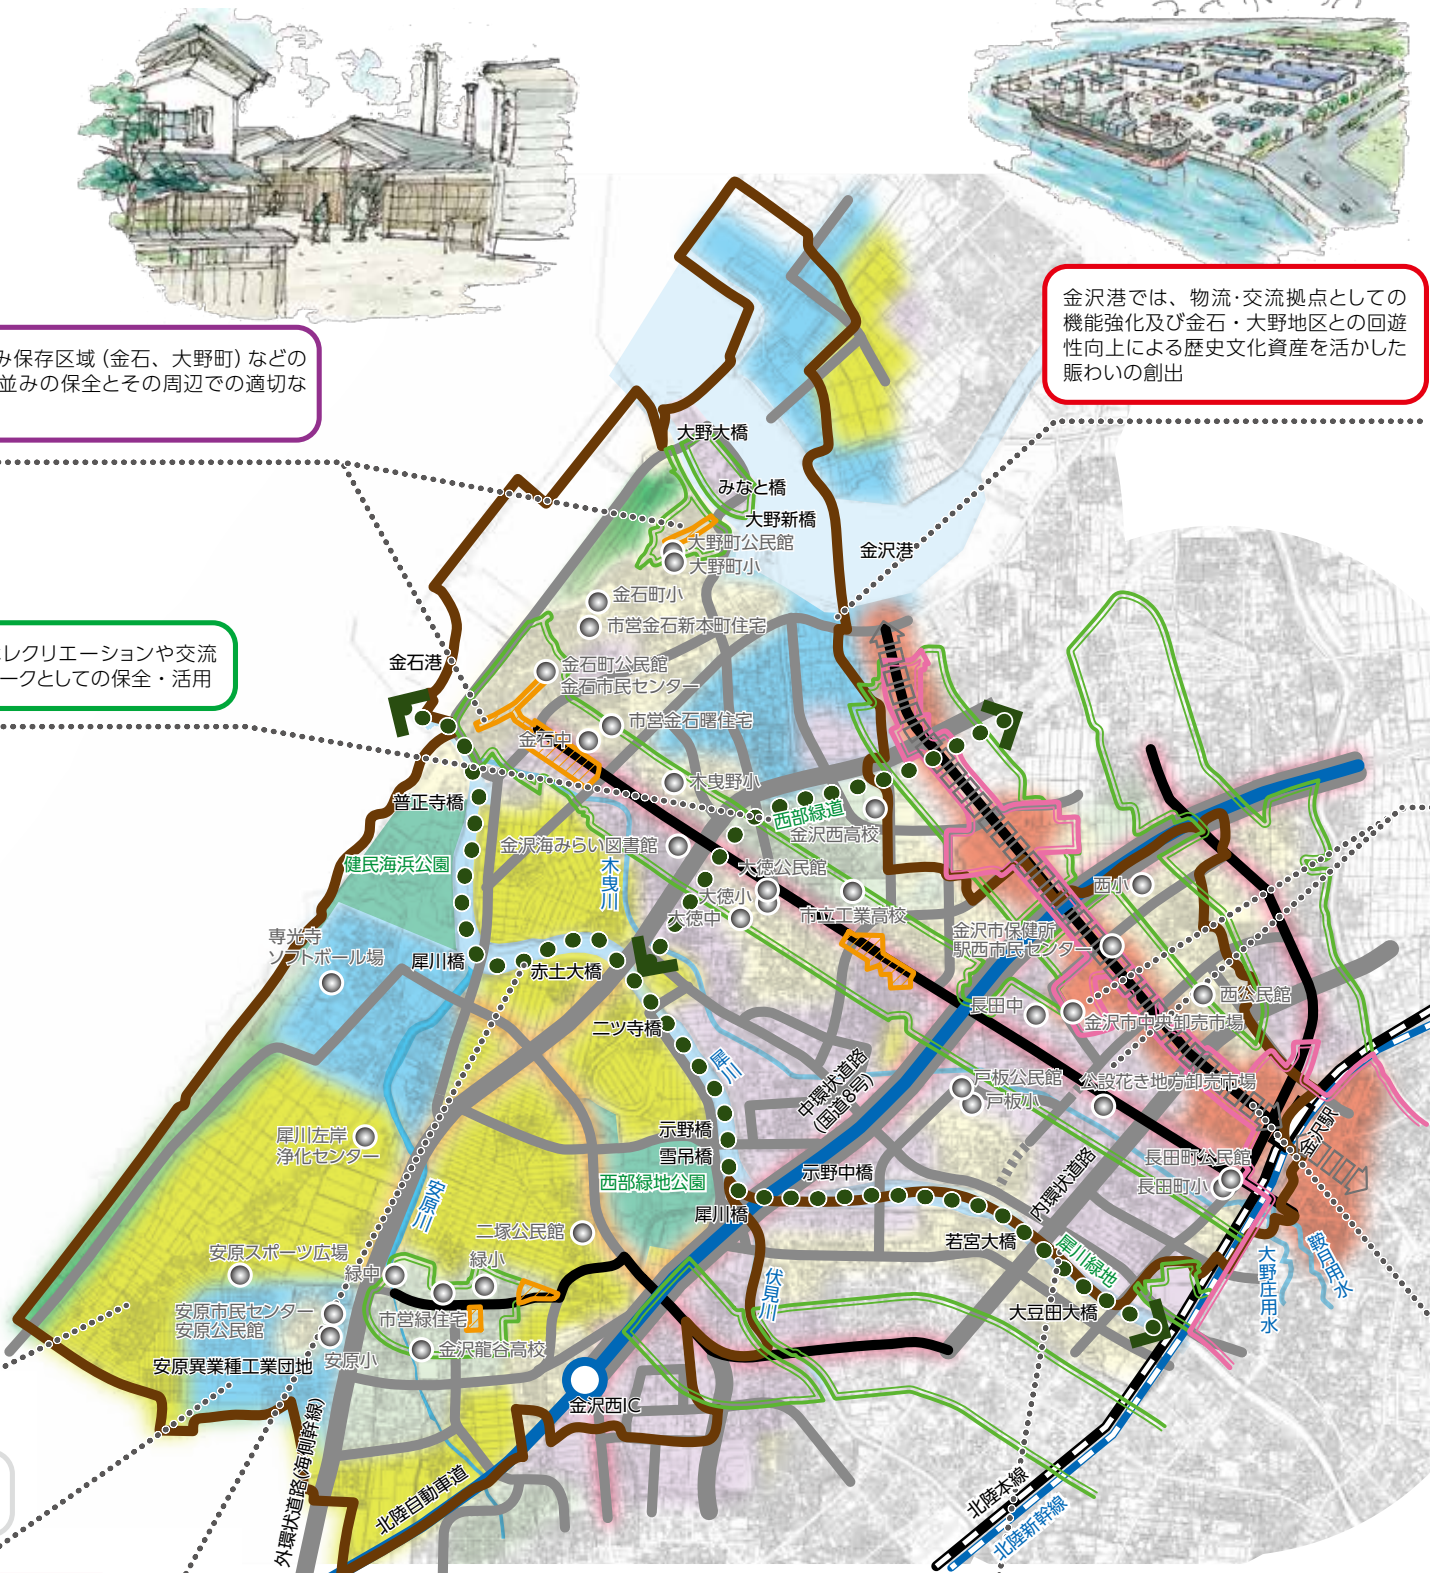 金沢港では、物流・交流拠点としての
機能強化及び金石・大野地区との回遊
性向上による歴史文化資産を活かした
賑わいの創出
み保存区域（金石、大野町）などの
並みの保全とその周辺での適切な
レクリエーションや交流
ークとしての保全・活用
大野大橋
みなと橋
大野新橋
大野町公民館
大野町小
金沢港
金石町小
市営金石新本町住宅
金石港
金石町公民館
金石市民センター
市営金石曙住宅
金石中
木曳野小
普正寺橋
西部緑道
金沢西高校
金沢海みらい図書館
健民海浜公園
木曳川
大徳公民館
大徳小
大徳中
市立工業高校
西小
金沢市保健所
駅西市民センター
専光寺
ソフトボール場
犀川橋
赤土大橋
西公民館
長田中
金沢市中央卸売市場
二ツ寺橋
犀川
中環状道路
(国道8号)
戸板公民館
戸板小
公設花き地方卸売市場
示野橋
雪吊橋
犀川左岸
浄化センター
金沢駅
長田町公民館
長田町小
西部緑地公園
示野中橋
内環状道路
安原川
犀川橋
二塚公民館
若宮大橋
犀川緑地
安原スポーツ広場
緑中
緑小
伏見川
大野庄用水
鞍月用水
安原市民センター
安原公民館
市営緑住宅
大豆田大橋
安原異業種工業団地
安原小
金沢龍谷高校
金沢西IC
外環状道路(海側幹線)
北陸自動車道
北陸本線
北陸新幹線